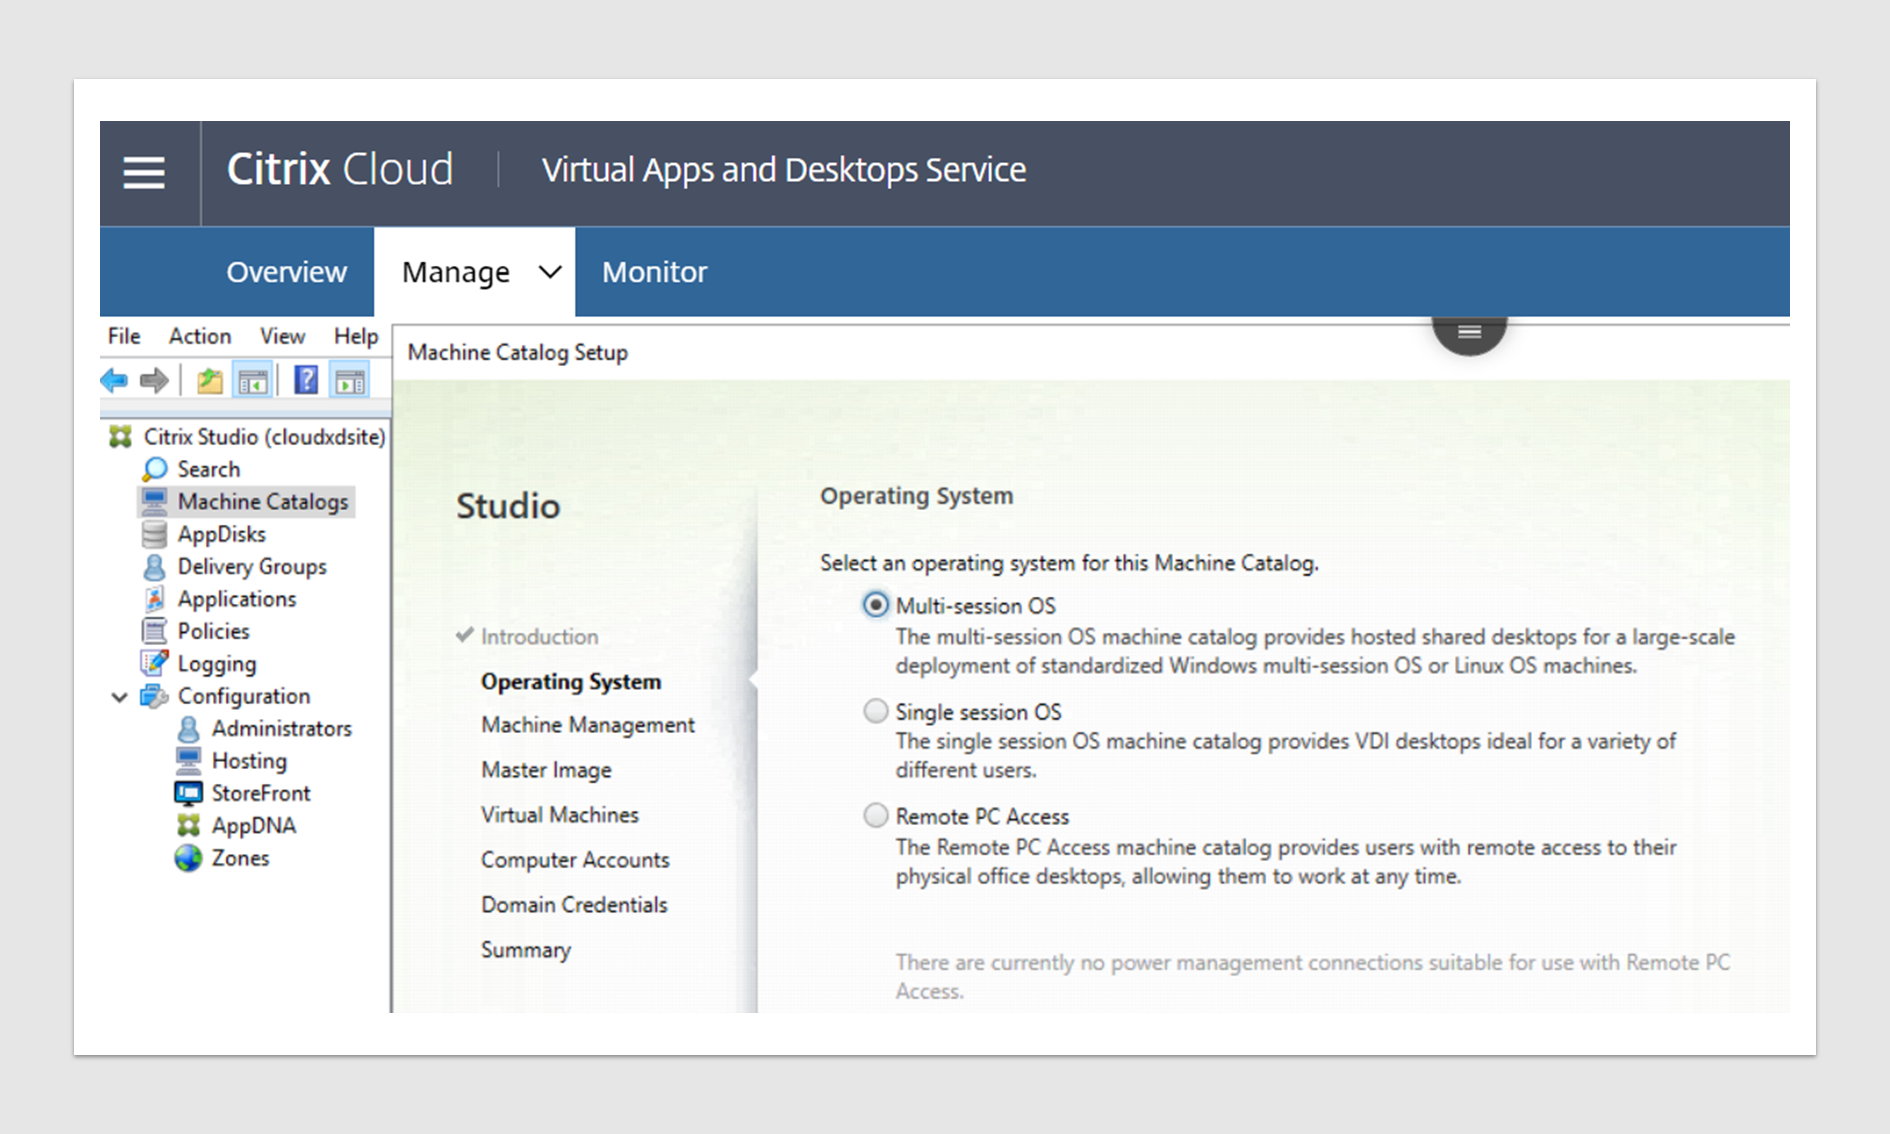 Citrix Cloud
Virtual Apps and Desktops Service
Overview
Manage
Monitor
File Action View Help
Machine Catalog Setup
Citrix Studio (cloudxdsite)
Search
Machine Catalogs
AppDisks
Delivery Groups
Applications
Policies
Logging
Configuration
Administrators
Hosting
StoreFront
AppDNA
Zones
Studio
Introduction
Operating System
Machine Management
Master Image
Virtual Machines
Computer Accounts
Domain Credentials
Summary
Operating System
Select an operating system for this Machine Catalog.
Multi-session OS
The multi-session OS machine catalog provides hosted shared desktops for a large-scale
deployment of standardized Windows multi-session OS or Linux OS machines.
Single session OS
The single session OS machine catalog provides VDI desktops ideal for a variety of
different users.
Remote PC Access
The Remote PC Access machine catalog provides users with remote access to their
physical office desktops, allowing them to work at any time.
There are currently no power management connections suitable for use with Remote PC
Access.